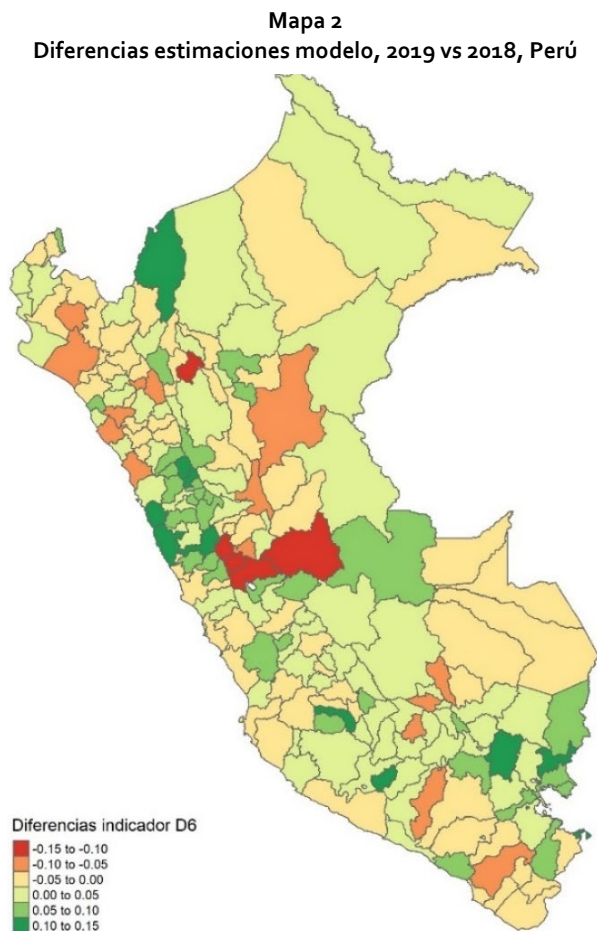 Mapa 2
Diferencias estimaciones modelo, 2019 vs 2018, Perú
Diferencias indicador D6
-0.15 to -0.10
-0.10 to -0.05
-0.05 to 0.00
0.00 to 0.05
0.05 to 0.10
0.10 to 0.15